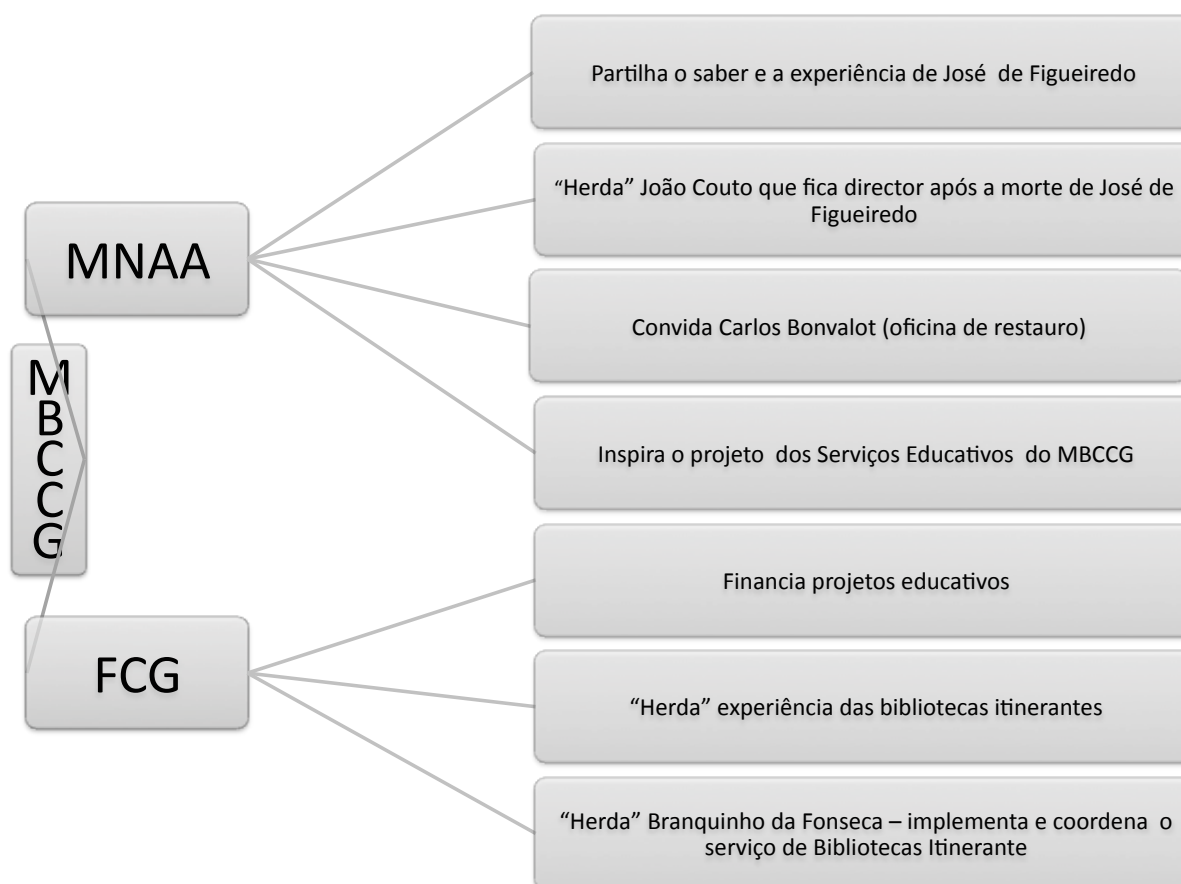 Partilha o saber e a experiência de José de Figueiredo
“Herda” João Couto que fica director após a morte de José de
Figueiredo
MNAA
Convida Carlos Bonvalot (oficina de restauro)
MBCCG
Inspira o projeto dos Serviços Educativos do MBCCG
Financia projetos educativos
FCG
“Herda” experiência das bibliotecas itinerantes
“Herda” Branquinho da Fonseca – implementa e coordena o
serviço de Bibliotecas Itinerante